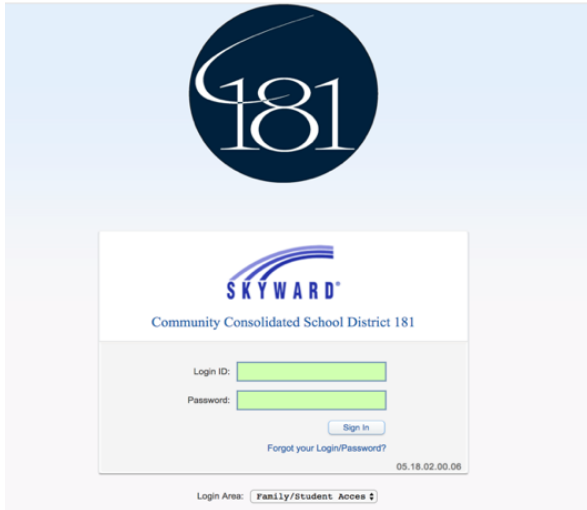 181
SKYWARD®
Community Consolidated School District 181
Login ID:
Password:
Sign In
Forgot your Login/Password?
05.18.02.00.06
Login Area: Family/Student Acces